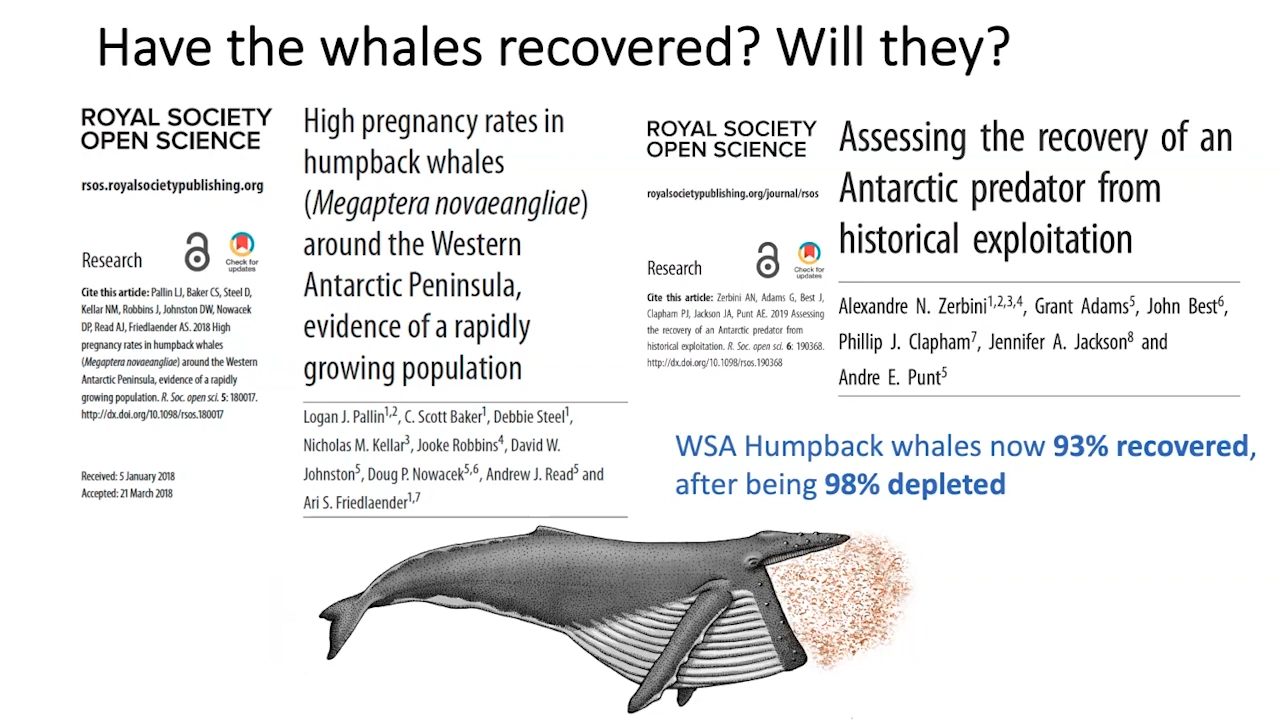 Have the whales recovered? Will they?
ROYAL SOCIETY
OPEN SCIENCE
rsos.royalsocietypublishing.org
Research
Check for
updates
Cite this article: Pallin LJ, Baker CS, Steel D,
Kellar NM, Robbins J, Johnston DW, Nowacek
DP, Read AJ, Friedlaender AS. 2018 High
pregnancy rates in humpback whales
(Megaptera novaeangliae) around the Western
Antarctic Peninsula, evidence of a rapidly
growing population. R. Soc. open sci. 5: 180017.
http://dx.doi.org/10.1098/rsos.180017
Received: 5 January 2018
Accepted: 21 March 2018
High pregnancy rates in
humpback whales
(Megaptera novaeangliae)
around the Western
Antarctic Peninsula,
evidence of a rapidly
growing population
Logan J. Pallin1,2, C. Scott Baker1, Debbie Steel1,
Nicholas M. Kellar3, Jooke Robbins4, David W.
Johnston5, Doug P. Nowacek5,6, Andrew J. Read5 and
Ari S. Friedlaender1,7
ROYAL SOCIETY
OPEN SCIENCE
royalsocietypublishing.org/journal/rsos
Research
Check for
updates
Cite this article: Zerbini AN, Adams G, Best J,
Clapham PJ, Jackson JA, Punt AE. 2019 Assessing
the recovery of an Antarctic predator from
historical exploitation. R. Soc. open sci. 6: 190368.
http://dx.doi.org/10.1098/rsos.190368
Assessing the recovery of an
Antarctic predator from
historical exploitation
Alexandre N. Zerbini1,2,3,4, Grant Adams5, John Best6,
Phillip J. Clapham7, Jennifer A. Jackson8 and
Andre E. Punt5
WSA Humpback whales now 93% recovered,
after being 98% depleted